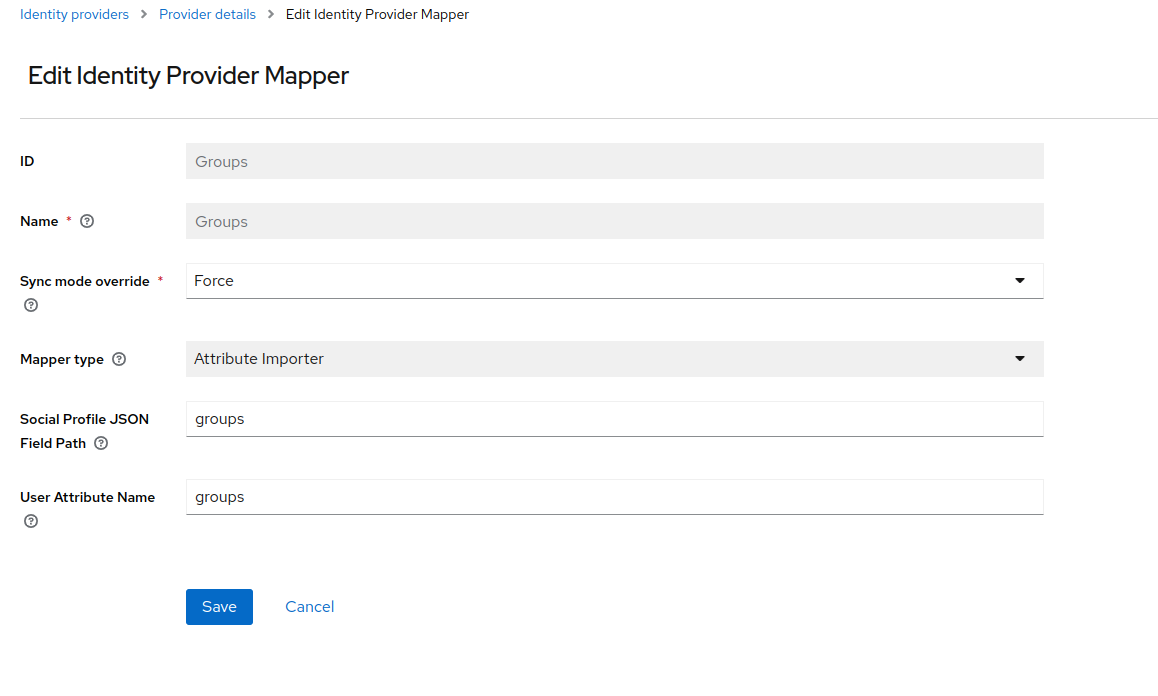 Identity providers > Provider details > Edit Identity Provider Mapper
Edit Identity Provider Mapper
ID Groups
Name * Groups
Sync mode override * Force
Mapper type Attribute Importer
Social Profile JSON
Field Path groups
User Attribute Name groups
Save Cancel